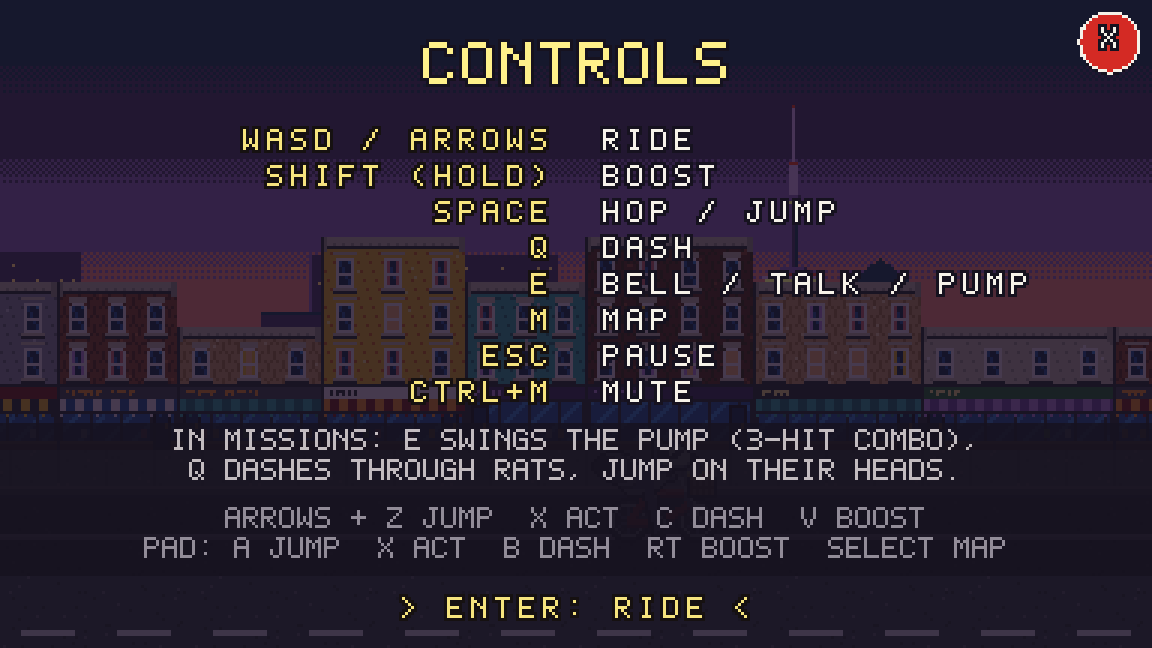 CONTROLS
X
WASD / ARROWS RIDE
SHIFT (HOLD) BOOST
SPACE HOP / JUMP
Q DASH
E BELL / TALK / PUMP
M MAP
ESC PAUSE
CTRL+M MUTE
IN MISSIONS: E SWINGS THE PUMP (3-HIT COMBO),
Q DASHES THROUGH RATS, JUMP ON THEIR HEADS.
ARROWS + Z JUMP X ACT C DASH V BOOST
PAD: A JUMP X ACT B DASH RT BOOST SELECT MAP
> ENTER: RIDE <